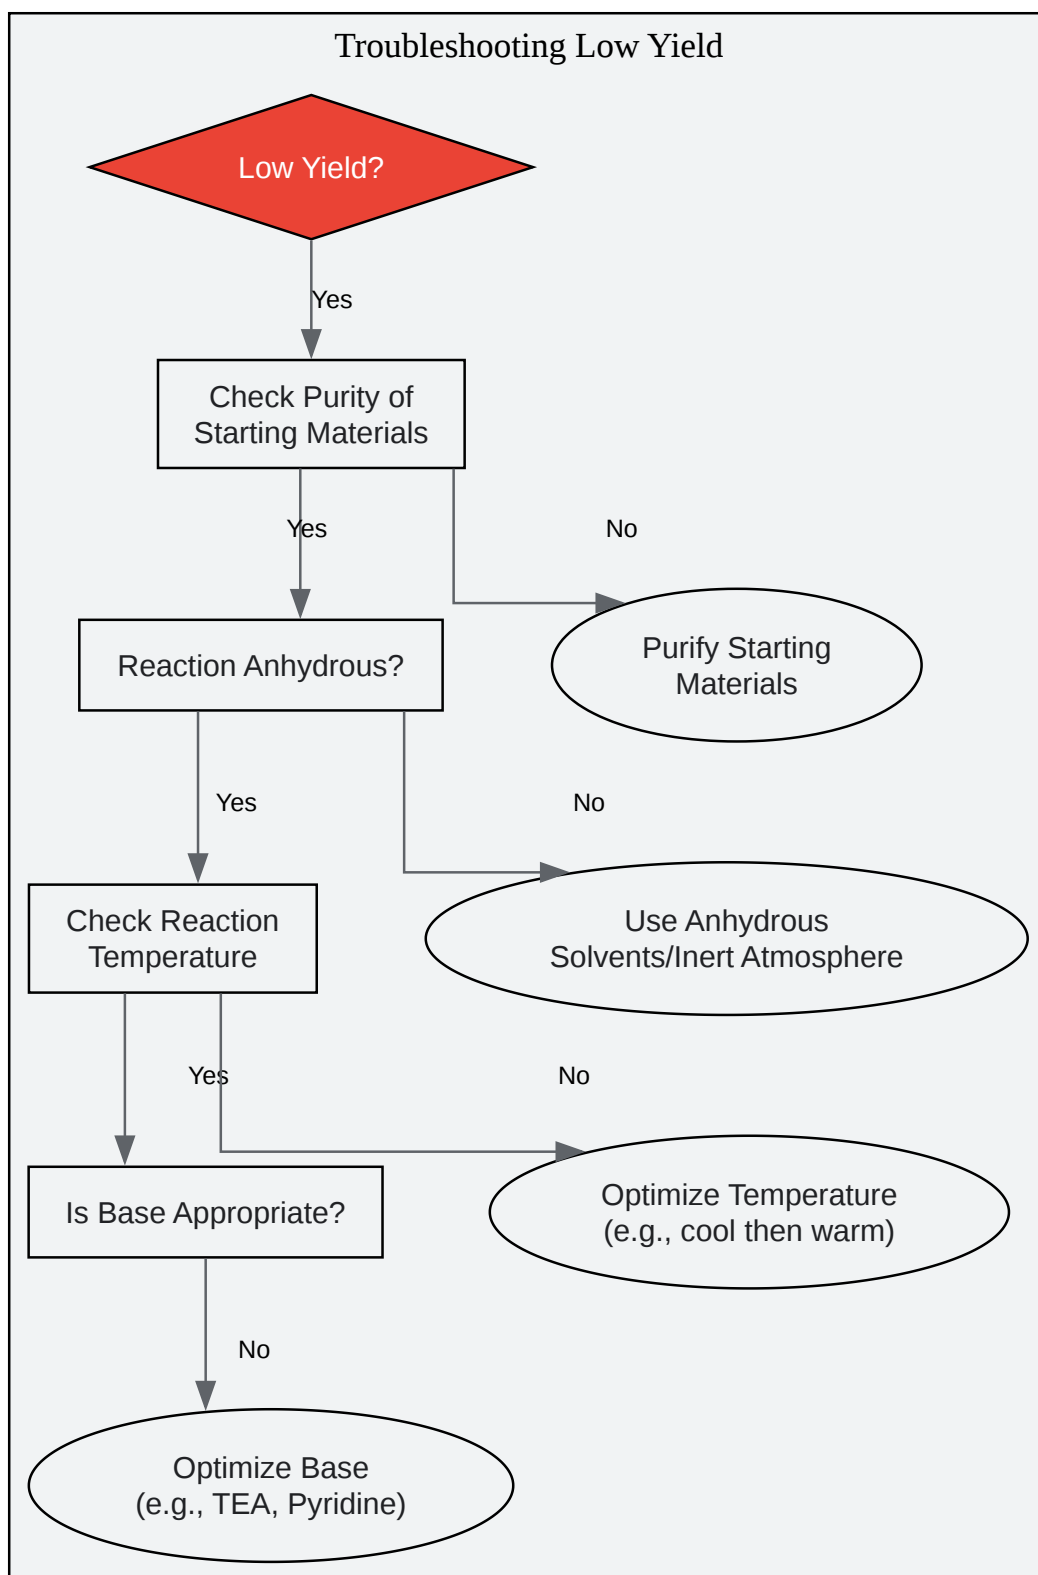 Troubleshooting Low Yield
Low Yield?
Yes
Check Purity of
Starting Materials
Yes
No
Reaction Anhydrous?
Purify Starting
Materials
Yes
No
Check Reaction
Temperature
Use Anhydrous
Solvents/Inert Atmosphere
Yes
No
Is Base Appropriate?
Optimize Temperature
(e.g., cool then warm)
No
Optimize Base
(e.g., TEA, Pyridine)